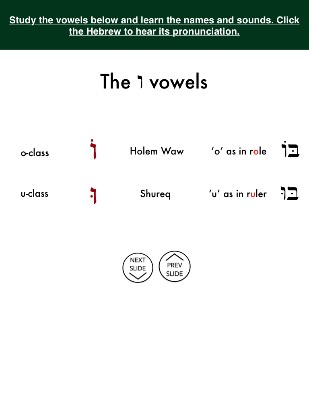 Study the vowels below and learn the names and sounds. Click
the Hebrew to hear its pronunciation.
The ו vowels
o-class וֹ Holem Waw 'o' as in role בּוֹ
u-class וּ Shureq 'u' as in ruler בּוּ
NEXT SLIDE
PREV SLIDE